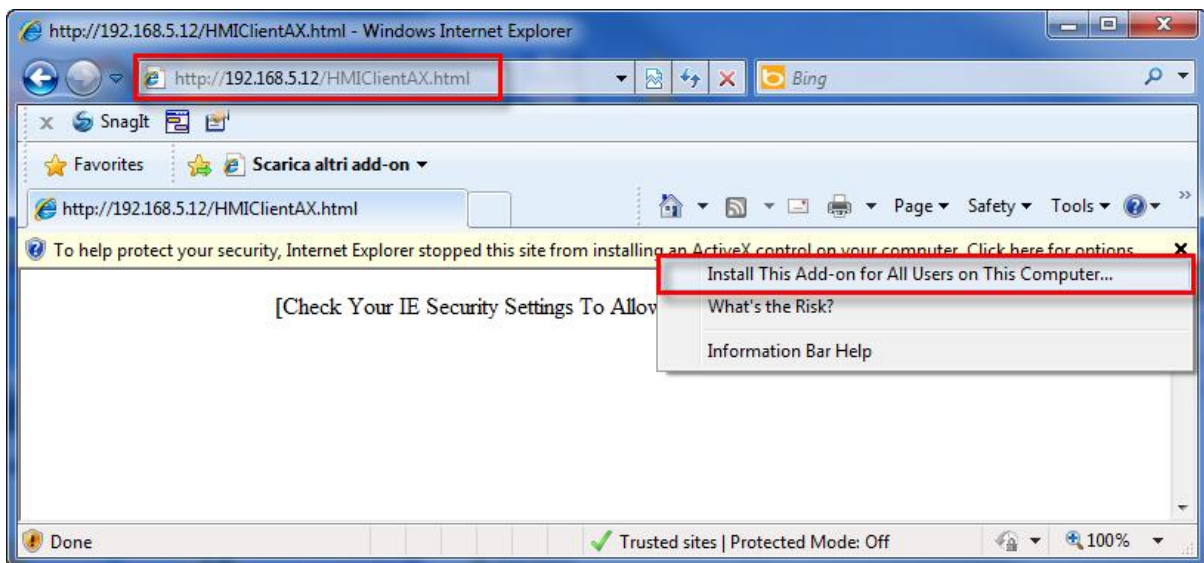 http://192.168.5.12/HMIClientAX.html - Windows Internet Explorer
http://192.168.5.12/HMIClientAX.html
Bing
x SnagIt
Favorites Scarica altri add-on
http://192.168.5.12/HMIClientAX.html Page Safety Tools
To help protect your security, Internet Explorer stopped this site from installing an ActiveX control on your computer. Click here for options
Install This Add-on for All Users on This Computer...
[Check Your IE Security Settings To Allow
What's the Risk?
Information Bar Help
Done Trusted sites | Protected Mode: Off 100%